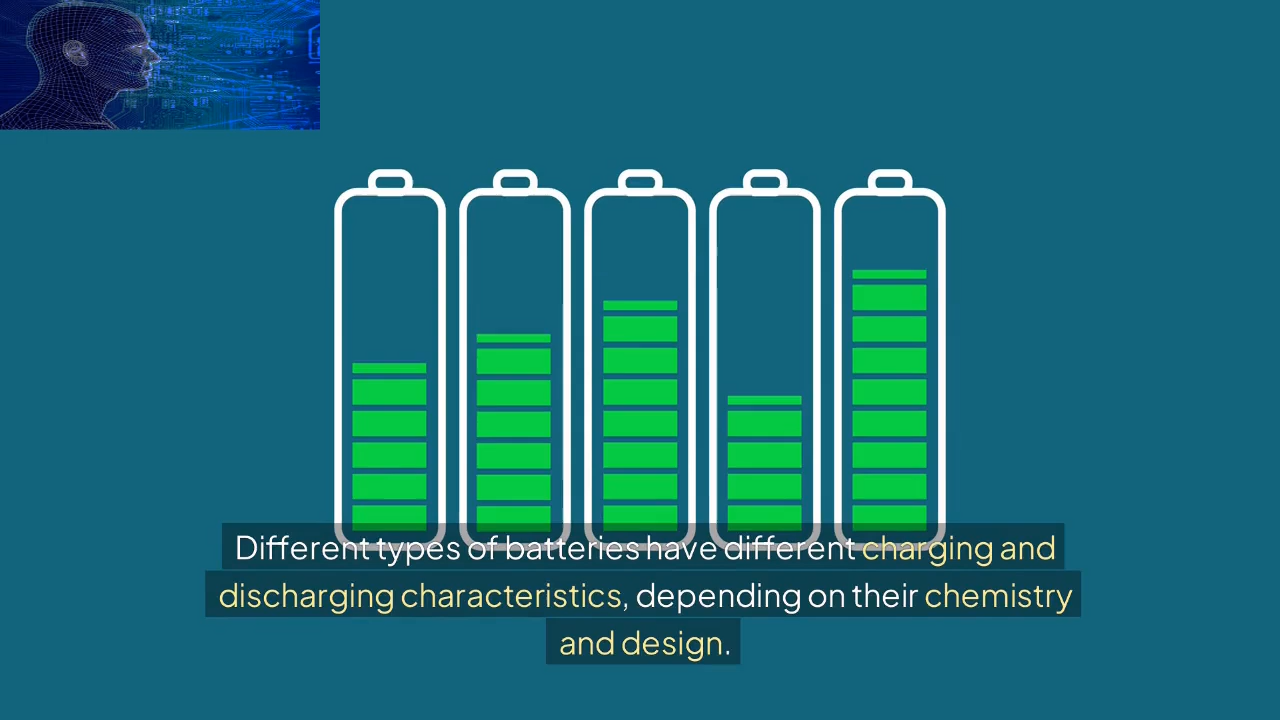 Different types of batteries have different charging and
discharging characteristics, depending on their chemistry
and design.